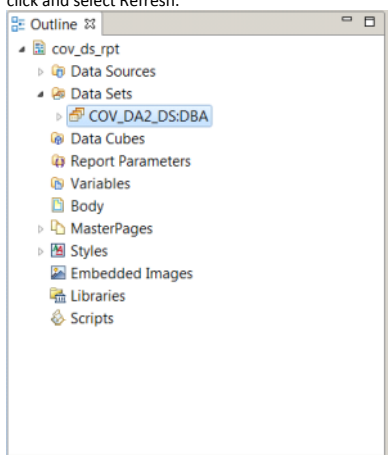 click and select Refresh.
Outline
cov_ds_rpt
Data Sources
Data Sets
COV_DA2_DS:DBA
Data Cubes
Report Parameters
Variables
Body
MasterPages
Styles
Embedded Images
Libraries
Scripts